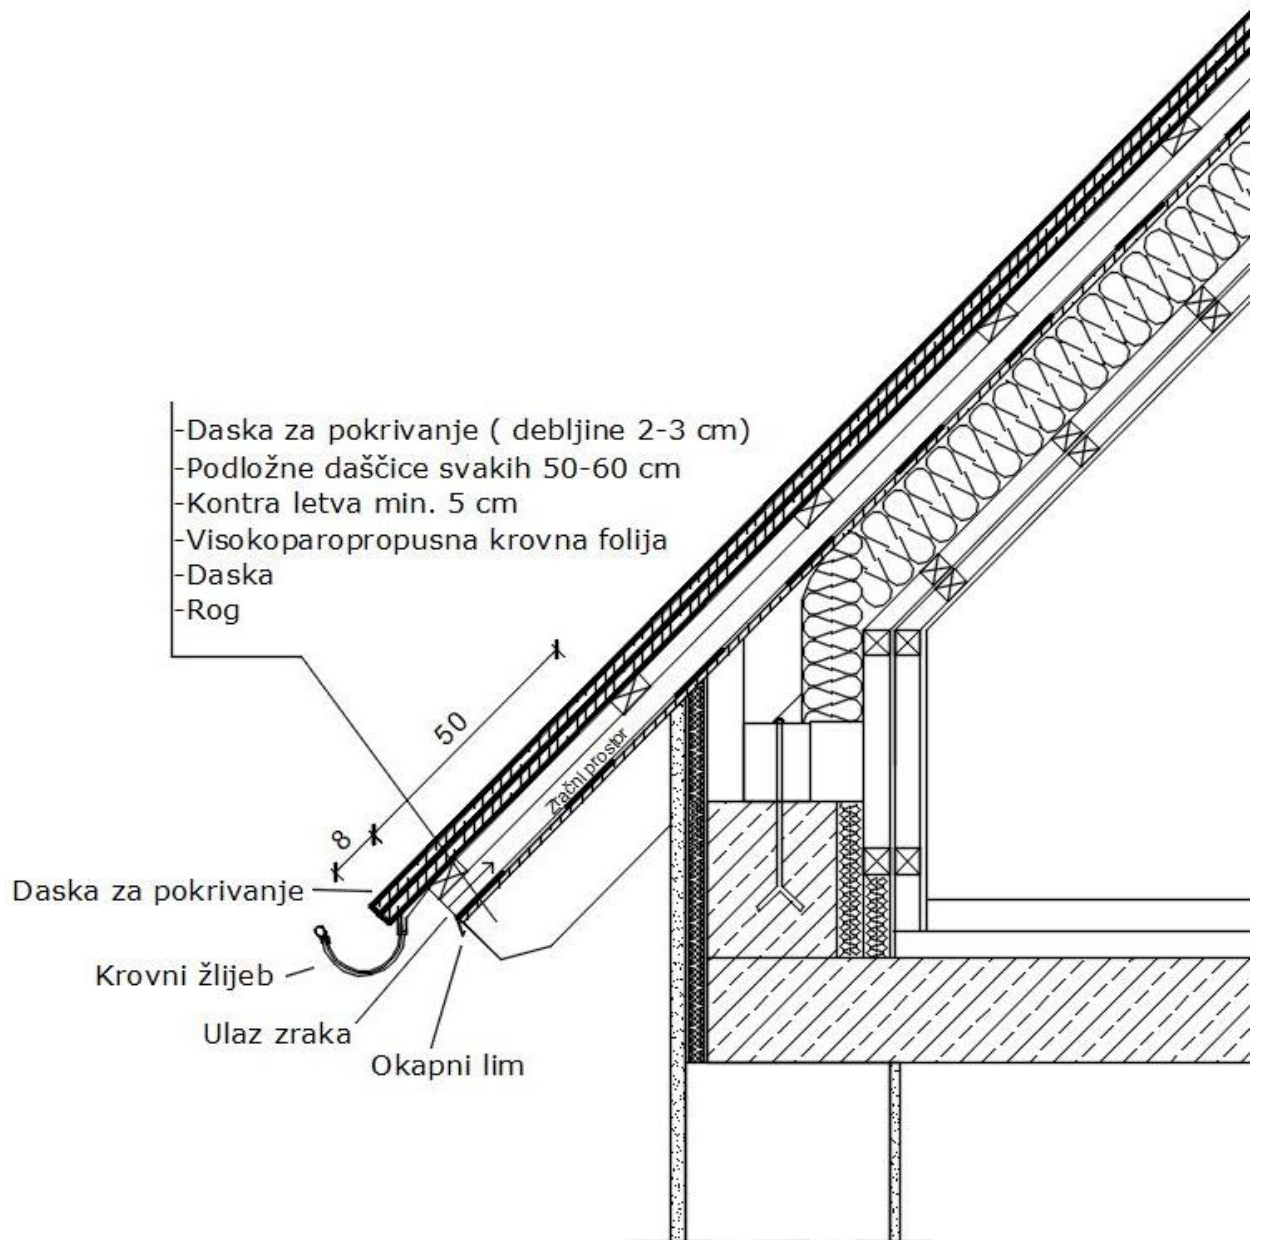 -Daska za pokrivanje ( debljine 2-3 cm)
-Podložne daščice svakih 50-60 cm
-Kontra letva min. 5 cm
-Visokoparopropusna krovna folija
-Daska
-Rog
50
8
Zračni prostor
Daska za pokrivanje
Krovni žlijeb
Ulaz zraka
Okapni lim